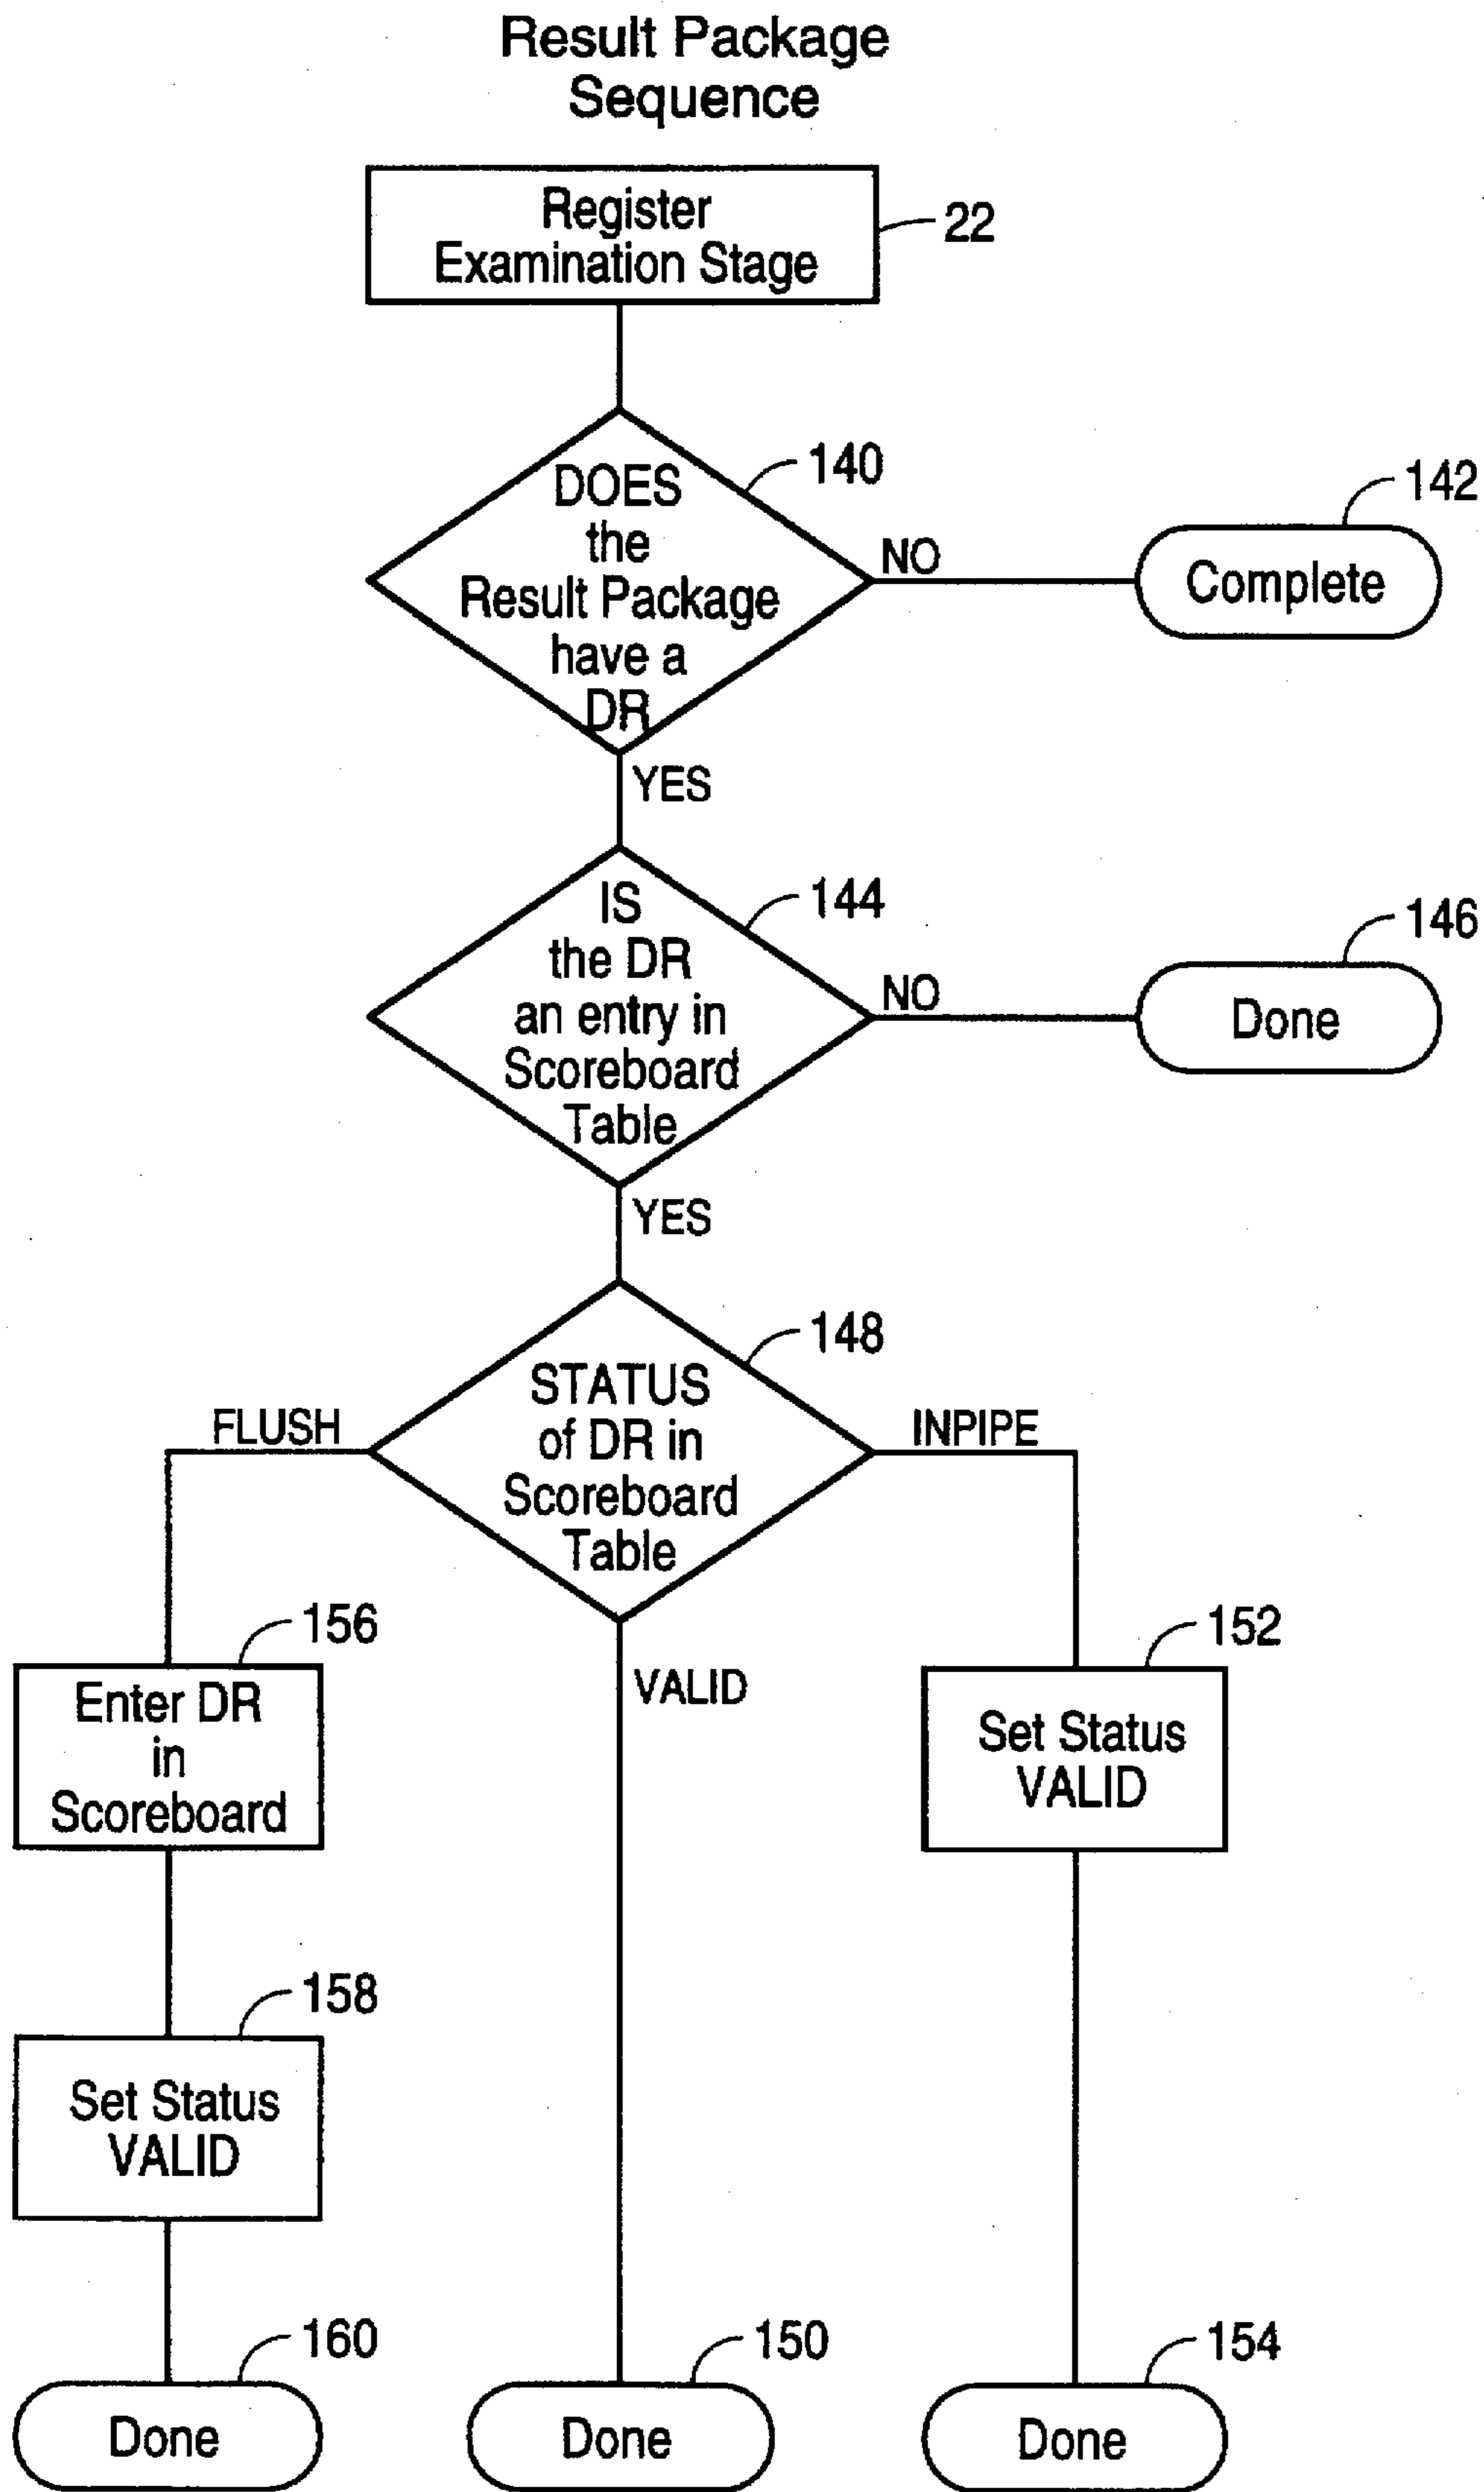 Result Package
Sequence
Register
Examination Stage
22
DOES
the
Result Package
have a
DR
140
NO
142
Complete
YES
IS
the DR
an entry in
Scoreboard
Table
144
NO
146
Done
YES
STATUS
of DR in
Scoreboard
Table
148
FLUSH
INPIPE
VALID
156
Enter DR
in
Scoreboard
152
Set Status
VALID
158
Set Status
VALID
160
Done
150
Done
154
Done